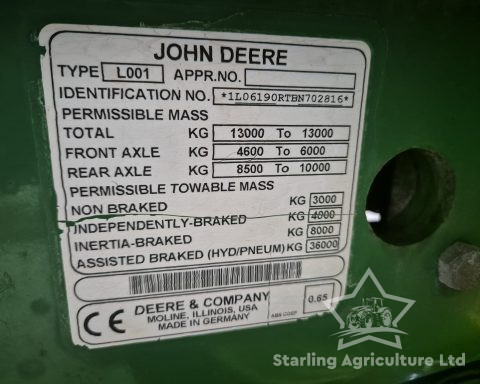 JOHN DEERE
TYPE L001 APPR.NO.
IDENTIFICATION NO. *1L06190RTBN702816*
PERMISSIBLE MASS
TOTAL KG 13000 To 13000
FRONT AXLE KG 4600 To 6000
REAR AXLE KG 8500 To 10000
PERMISSIBLE TOWABLE MASS
NON BRAKED KG 3000
INDEPENDENTLY-BRAKED KG 4000
INERTIA-BRAKED KG 8000
ASSISTED BRAKED (HYD/PNEUM) KG 36000
CE DEERE & COMPANY 0.65
MOLINE, ILLINOIS, USA
MADE IN GERMANY
Starling Agriculture Ltd